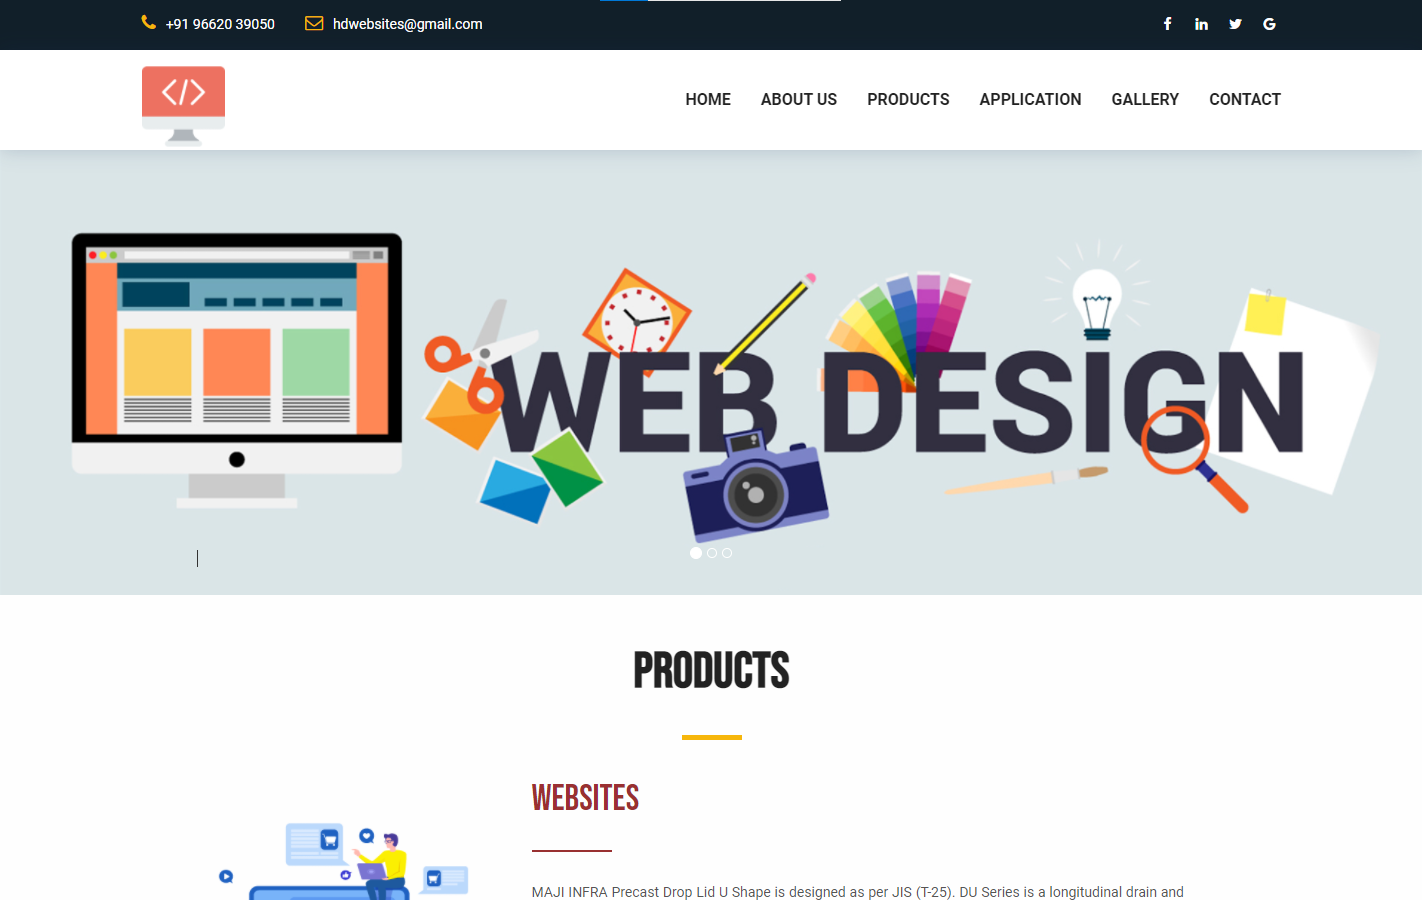 +91 96620 39050
hdwebsites@gmail.com
</>
HOME ABOUT US PRODUCTS APPLICATION GALLERY CONTACT
WEB DESIGN
PRODUCTS
WEBSITES
MAJI INFRA Precast Drop Lid U Shape is designed as per JIS (T-25). DU Series is a longitudinal drain and